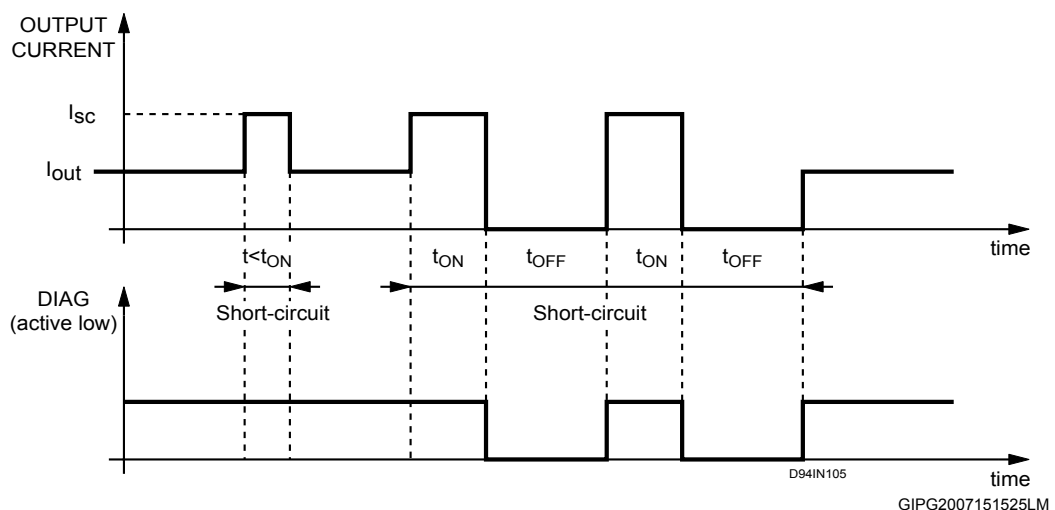 OUTPUT
CURRENT
Isc
Iout
time
t<tON
tON
tOFF
tON
tOFF
DIAG
(active low)
Short-circuit
Short-circuit
D94IN105
time
GIPG2007151525LM